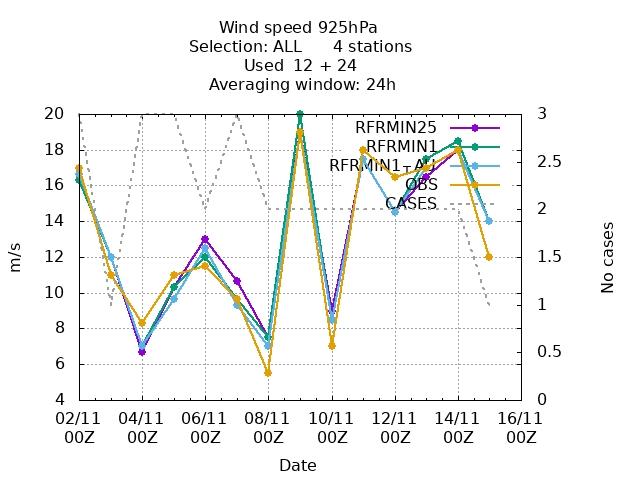 Wind speed 925hPa
Selection: ALL 4 stations
Used 12 + 24
Averaging window: 24h
RFRMIN25
RFRMIN1
OBS
CASES
m/s
20
18
16
14
12
10
8
6
4
No cases
3
2.5
2
1.5
1
0.5
0
02/11 04/11 06/11 08/11 10/11 12/11 14/11 16/11
00Z 00Z 00Z 00Z 00Z 00Z 00Z 00Z
Date